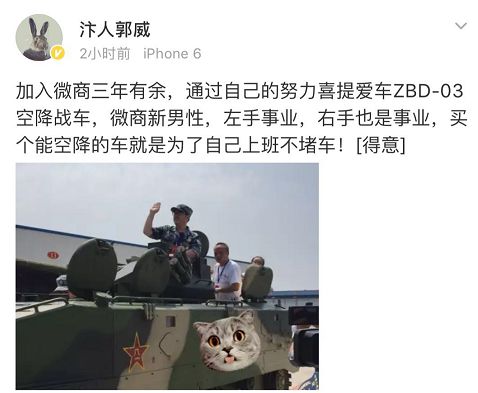 汴人郭威
2小时前 iPhone 6
加入微商三年有余，通过自己的努力喜提爱车ZBD-03
空降战车，微商新男性，左手事业，右手也是事业，买
个能空降的车就是为了自己上班不堵车！[得意]
八一